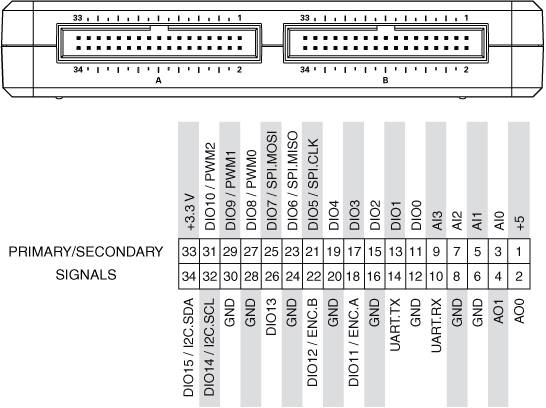 33 1 33 1
34 2 34 2
A B
+3.3 V DIO10 / PWM2 DIO9 / PWM1 DIO8 / PWM0 DIO7 / SPI.MOSI DIO6 / SPI.MISO DIO5 / SPI.CLK DIO4 DIO3 DIO2 DIO1 DIO0 AI3 AI2 AI1 AI0 +5
PRIMARY/SECONDARY 33 31 29 27 25 23 21 19 17 15 13 11 9 7 5 3 1
SIGNALS 34 32 30 28 26 24 22 20 18 16 14 12 10 8 6 4 2
DIO15 / I2C.SDA DIO14 / I2C.SCL GND GND DIO13 GND DIO12 / ENC.B GND DIO11 / ENC.A GND UART.TX GND UART.RX GND GND AO1 AO0